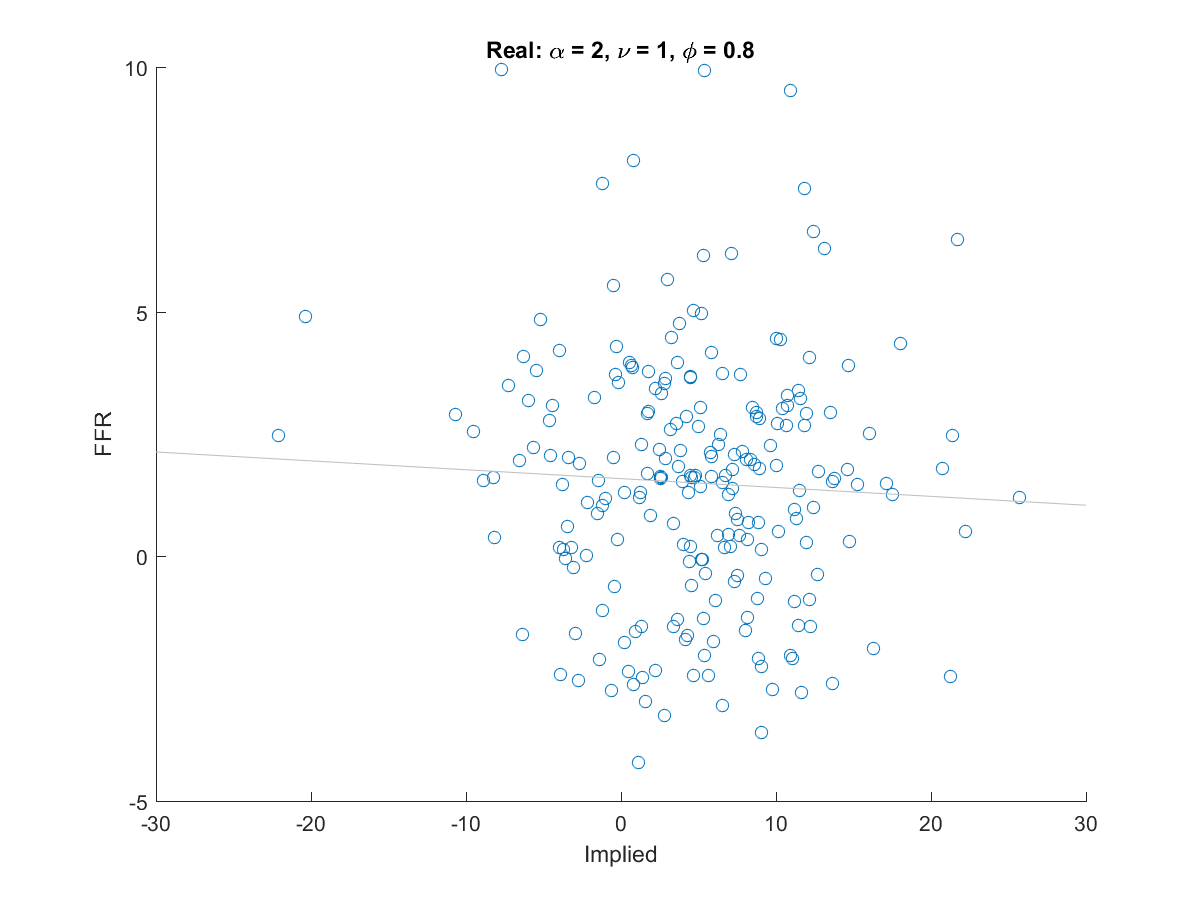 Real: α = 2, ν = 1, ϕ = 0.8
10
5
0
-5
FFR
-30 -20 -10 0 10 20 30
Implied